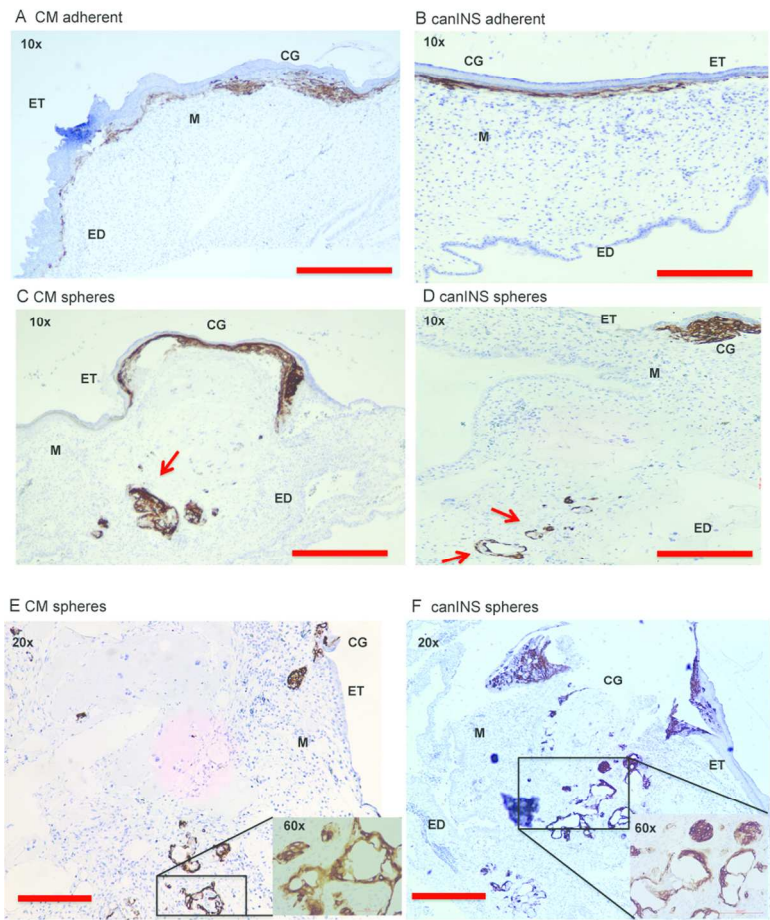 A CM adherent
10x
CG
ET
M
ED
B canINS adherent
10x
CG
ET
M
ED
C CM spheres
10x
CG
ET
M
ED
D canINS spheres
10x
ET
CG
M
ED
E CM spheres
20x
CG
ET
M
60x
F canINS spheres
20x
CG
M
ET
ED
60x